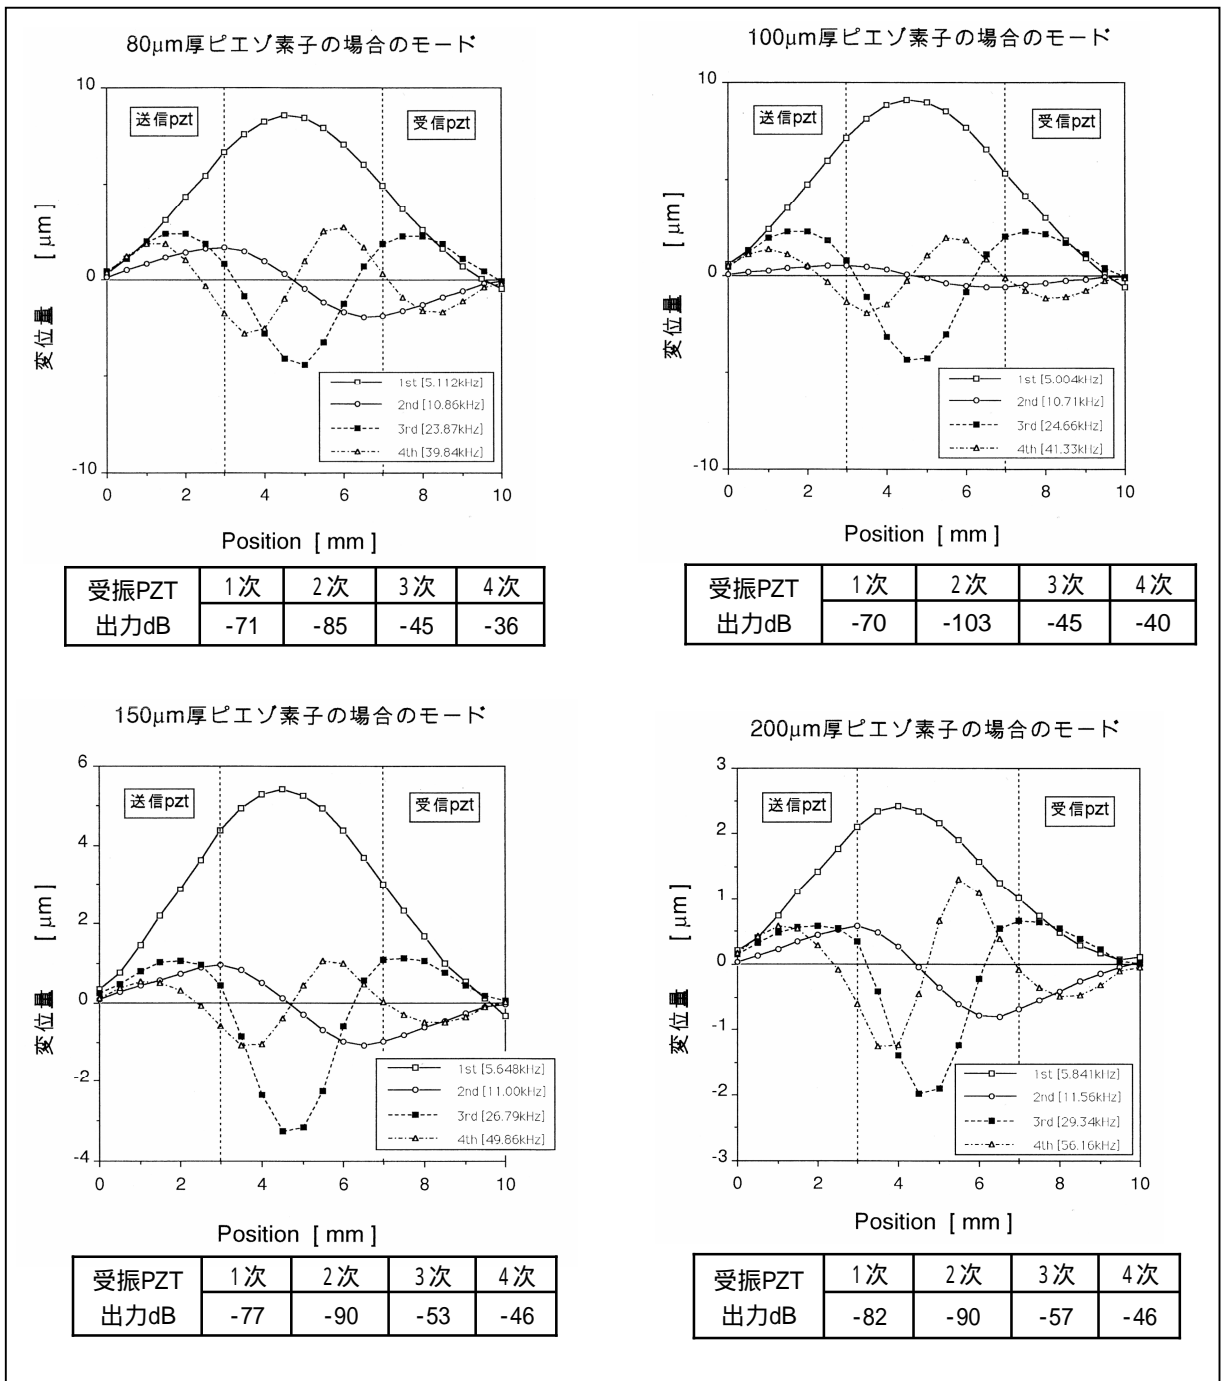 80μm厚ピエゾ素子の場合のモード
10
送信pzt
受信pzt
[ μm ]
0
変位量
1st [5.112kHz]
2nd [10.86kHz]
3rd [23.87kHz]
4th [39.84kHz]
-10
0 2 4 6 8 10
Position [ mm ]
受振PZT 1次 2次 3次 4次
出力dB -71 -85 -45 -36
100μm厚ピエゾ素子の場合のモード
10
送信pzt
受信pzt
[ μm ]
0
変位量
1st [5.004kHz]
2nd [10.71kHz]
3rd [24.66kHz]
4th [41.33kHz]
-10
0 2 4 6 8 10
Position [ mm ]
受振PZT 1次 2次 3次 4次
出力dB -70 -103 -45 -40
150μm厚ピエゾ素子の場合のモード
6
送信pzt
受信pzt
4
[ μm ]
2
0
変位量
1st [5.648kHz]
-2
2nd [11.00kHz]
3rd [26.79kHz]
4th [49.86kHz]
-4
0 2 4 6 8 10
Position [ mm ]
受振PZT 1次 2次 3次 4次
出力dB -77 -90 -53 -46
200μm厚ピエゾ素子の場合のモード
3
送信pzt
受信pzt
2
[ μm ]
1
0
変位量
-1
1st [5.841kHz]
2nd [11.56kHz]
-2
3rd [29.34kHz]
4th [56.16kHz]
-3
0 2 4 6 8 10
Position [ mm ]
受振PZT 1次 2次 3次 4次
出力dB -82 -90 -57 -46